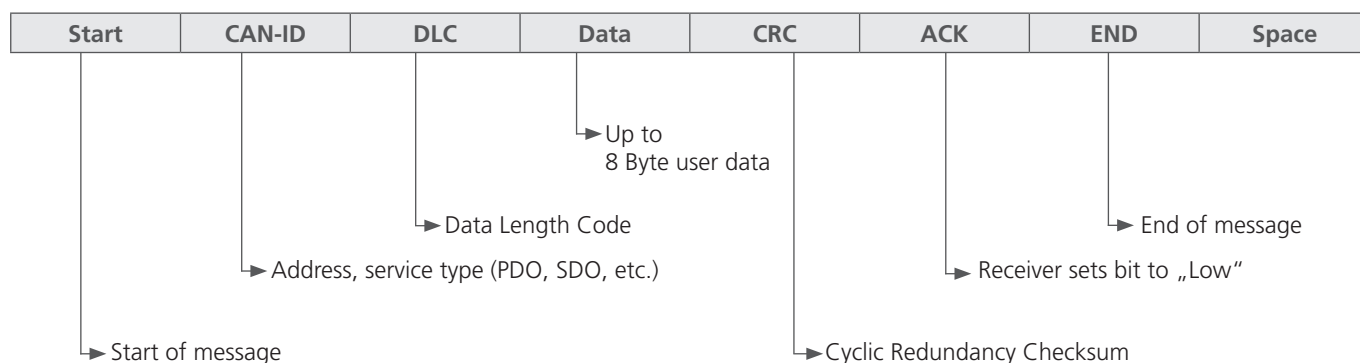 Start CAN-ID DLC Data CRC ACK END Space
Up to
8 Byte user data
Data Length Code
End of message
Address, service type (PDO, SDO, etc.)
Receiver sets bit to „Low“
Start of message
Cyclic Redundancy Checksum